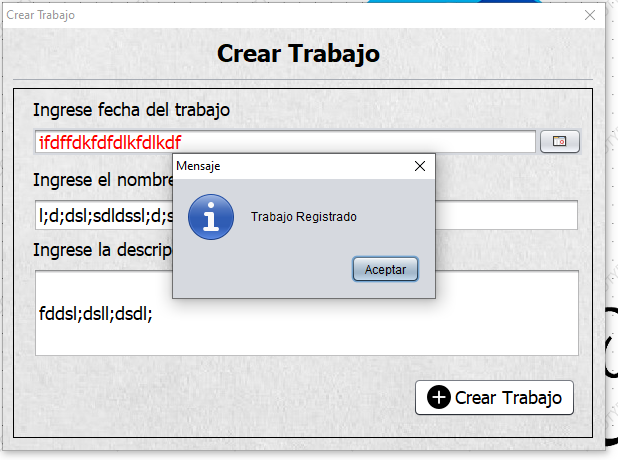 Crear Trabajo
Crear Trabajo
Ingrese fecha del trabajo
ifdffdkfdfdlkfdlkdf
Mensaje
Ingrese el nombre
Trabajo Registrado
l;d;dsl;sdldssl;d;s
Ingrese la descrip
Aceptar
fddsl;dsll;dsdl;
Crear Trabajo